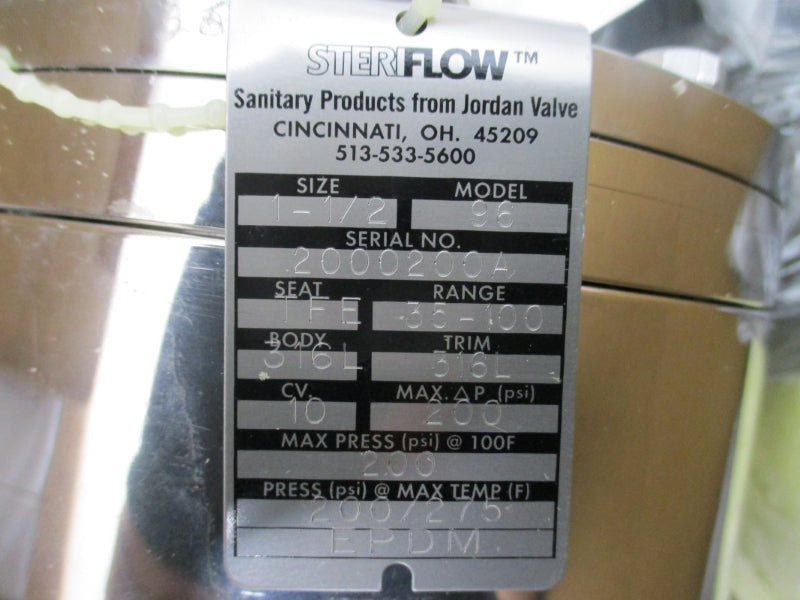 STERIFLOW™
Sanitary Products from Jordan Valve
CINCINNATI, OH. 45209
513-533-5600
SIZE MODEL
1-1/2 96
SERIAL NO.
2000200A
SEAT RANGE
TFE 35-100
BODY TRIM
316L 316L
CV. MAX. ΔP (psi)
10 200
MAX PRESS (psi) @ 100F
200
PRESS (psi) @ MAX TEMP (F)
200/275
EPDM